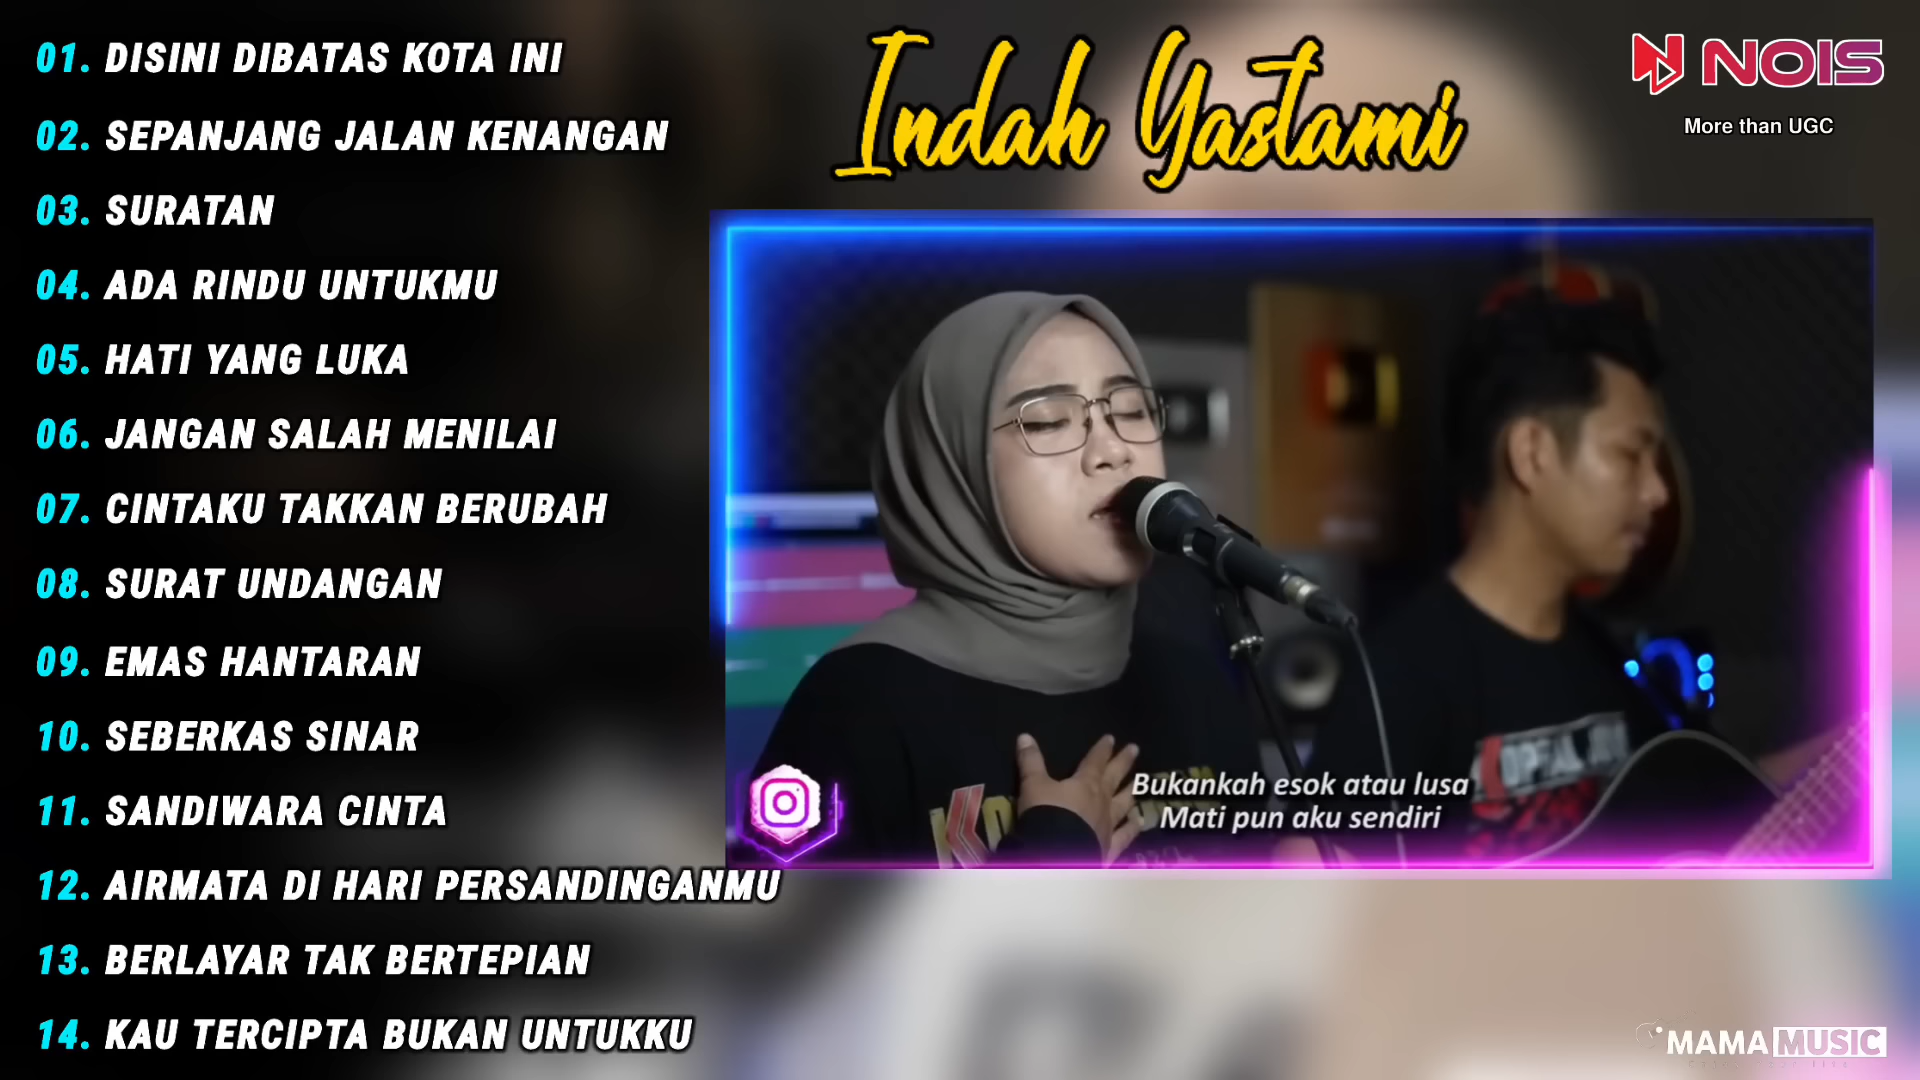 01. DISINI DIBATAS KOTA INI
02. SEPANJANG JALAN KENANGAN
03. SURATAN
04. ADA RINDU UNTUKMU
05. HATI YANG LUKA
06. JANGAN SALAH MENILAI
07. CINTAKU TAKKAN BERUBAH
08. SURAT UNDANGAN
09. EMAS HANTARAN
10. SEBERKAS SINAR
11. SANDIWARA CINTA
12. AIRMATA DI HARI PERSANDINGANMU
13. BERLAYAR TAK BERTEPIAN
14. KAU TERCIPTA BUKAN UNTUKKU
Indah Yastami
NOIS
More than UGC
Bukankah esok atau lusa
Mati pun aku sendiri
MAMA MUSIC